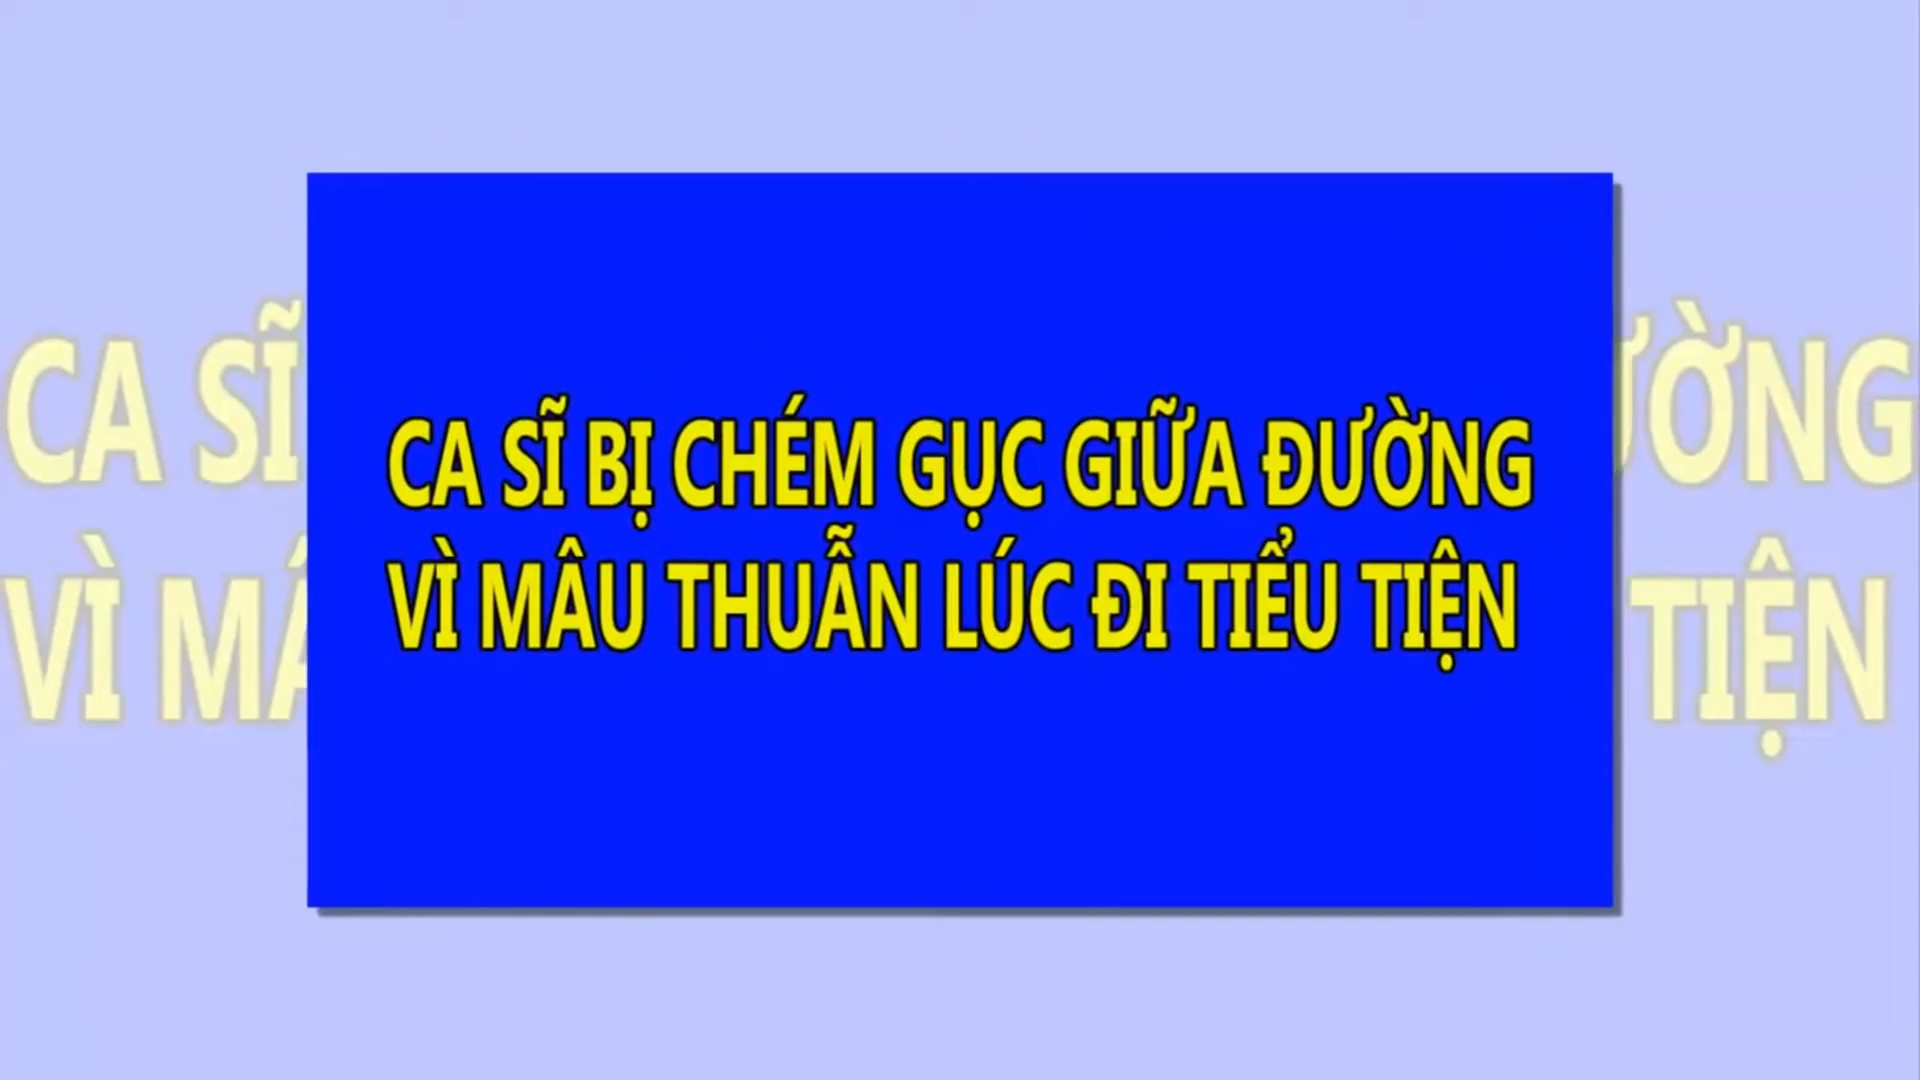 CA SĨ BỊ CHÉM GỤC GIỮA ĐƯỜNG
VÌ MÂU THUẪN LÚC ĐI TIỂU TIỆN